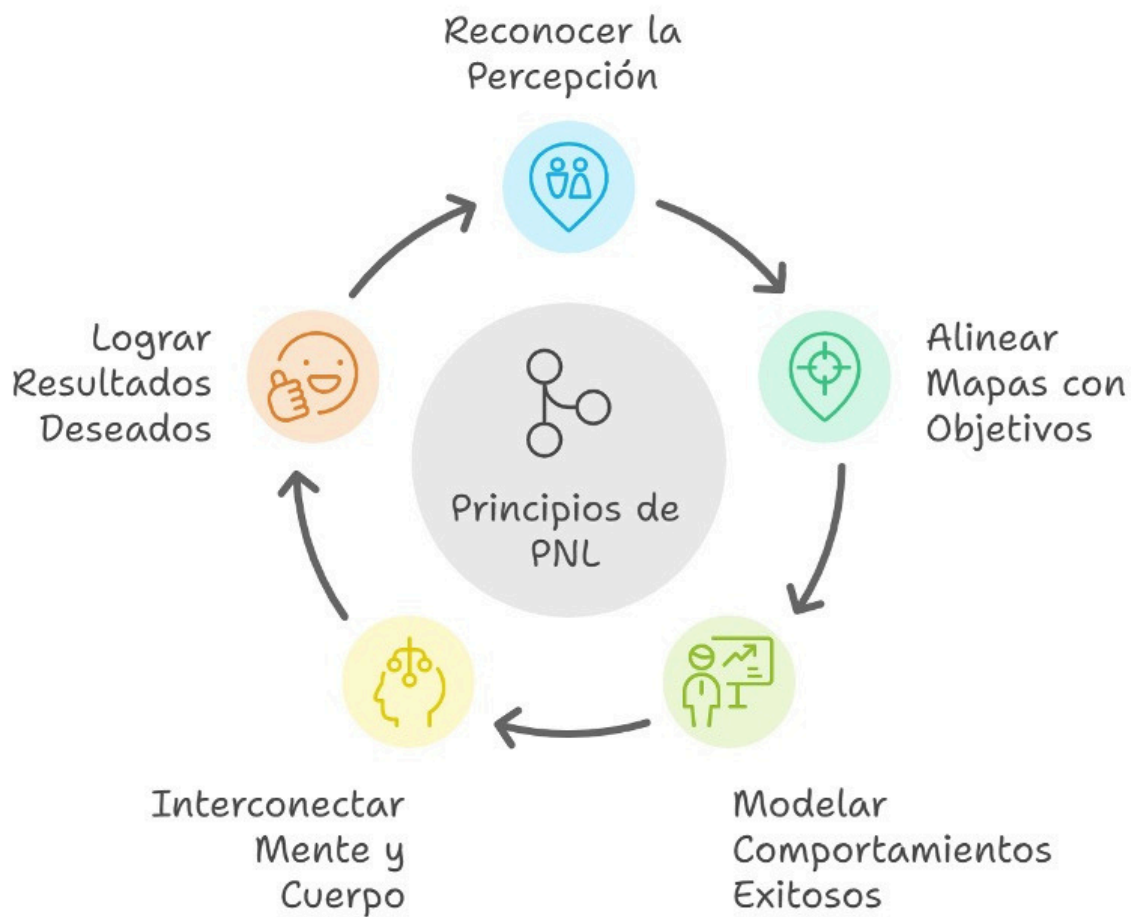 Reconocer la
Percepción
Alinear
Mapas con
Objetivos
Modelar
Comportamientos
Exitosos
Interconectar
Mente y
Cuerpo
Lograr
Resultados
Deseados
Principios de
PNL